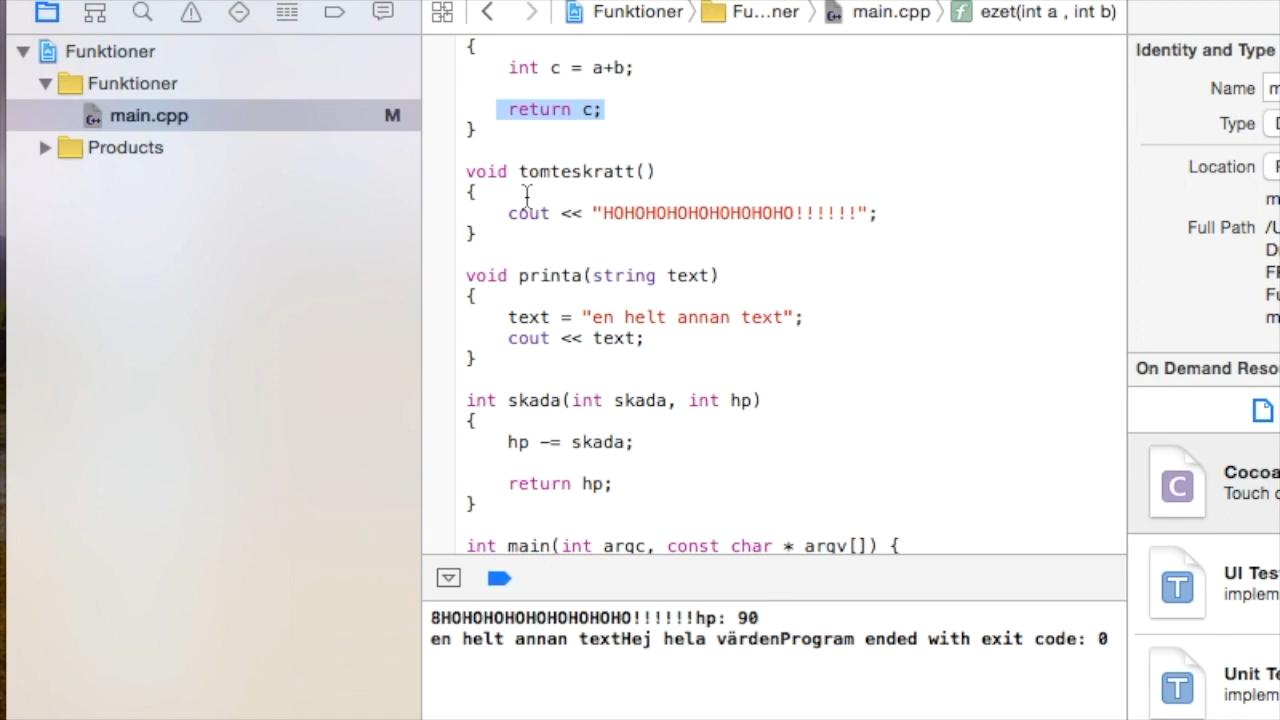 Funktioner
Fu...ner
main.cpp
ezet(int a , int b)
Funktioner
Funktioner
main.cpp M
Products
{
int c = a+b;
return c;
}
void tomteskratt()
{
cout << "HOHOHOHOHOHOHOHOHO!!!!!!";
}
void printa(string text)
{
text = "en helt annan text";
cout << text;
}
int skada(int skada, int hp)
{
hp -= skada;
return hp;
}
int main(int argc, const char * argv[]) {
8HOHOHOHOHOHOHOHOHO!!!!!!hp: 90
en helt annan textHej hela värdenProgram ended with exit code: 0
Identity and Type
Name m
Type D
Location
m
Full Path /U
D
Fu
m
On Demand Reso
C Cocoa
Touch c
T UI Tes
implem
T Unit Te
implem